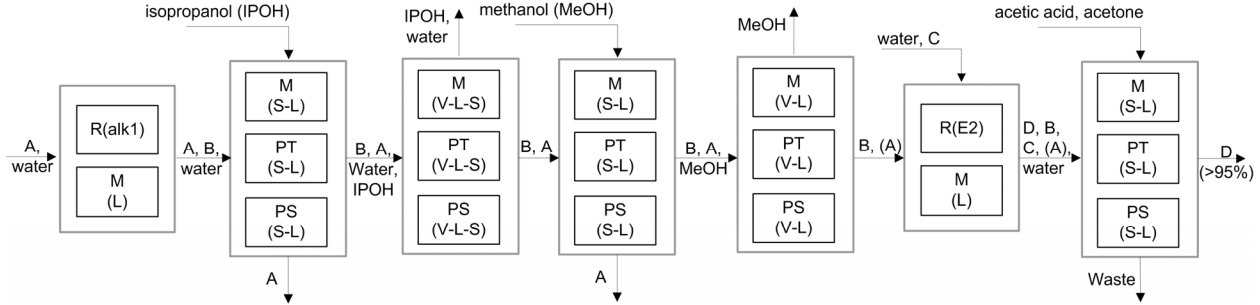 isopropanol (IPOH)
A,
water
R(alk1)
M
(L)
A, B,
water
M
(S-L)
PT
(S-L)
PS
(S-L)
A
B, A,
Water,
IPOH
IPOH,
water
M
(V-L-S)
PT
(V-L-S)
PS
(V-L-S)
B, A
methanol (MeOH)
M
(S-L)
PT
(S-L)
PS
(S-L)
A
B, A,
MeOH
MeOH
M
(V-L)
PT
(V-L)
PS
(V-L)
B, (A)
water, C
R(E2)
M
(L)
D, B,
C, (A),
water
acetic acid, acetone
M
(S-L)
PT
(S-L)
PS
(S-L)
Waste
D
(>95%)